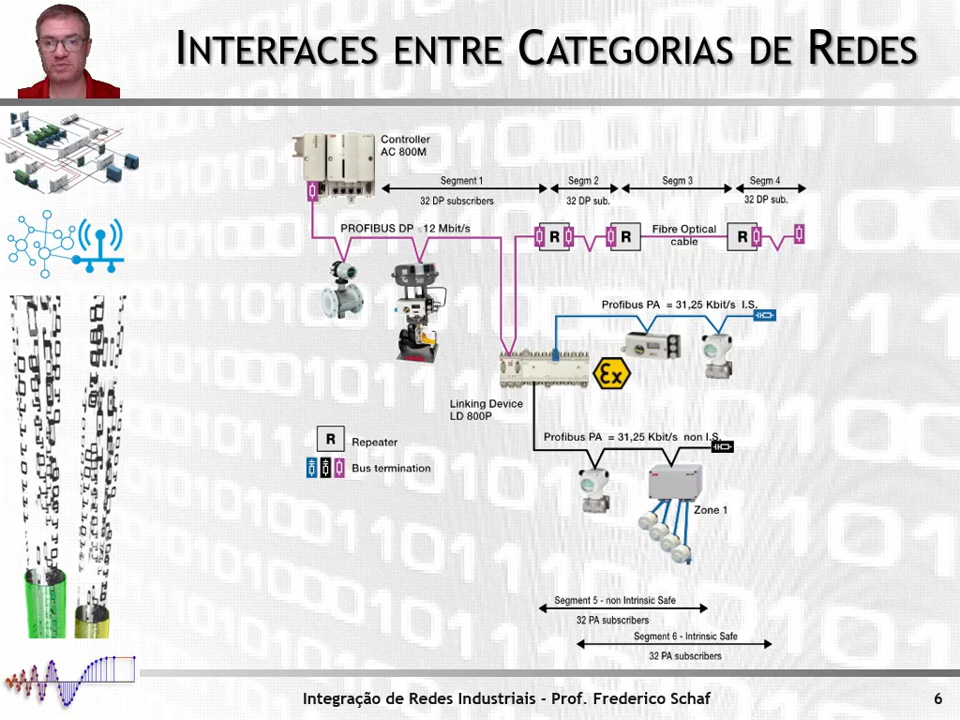 INTERFACES ENTRE CATEGORIAS DE REDES
Controller
AC 800M
Segment 1
32 DP subscribers
Segm 2
32 DP sub.
Segm 3
Segm 4
32 DP sub.
PROFIBUS DP ≤12 Mbit/s
R
R
Fibre Optical
cable
R
Profibus PA = 31,25 Kbit/s I.S.
Ex
Linking Device
LD 800P
R
Repeater
Bus termination
Profibus PA = 31,25 Kbit/s non I.S.
Zone 1
Segment 5 - non Intrinsic Safe
32 PA subscribers
Segment 6 - Intrinsic Safe
32 PA subscribers
Integração de Redes Industriais - Prof. Frederico Schaf
6